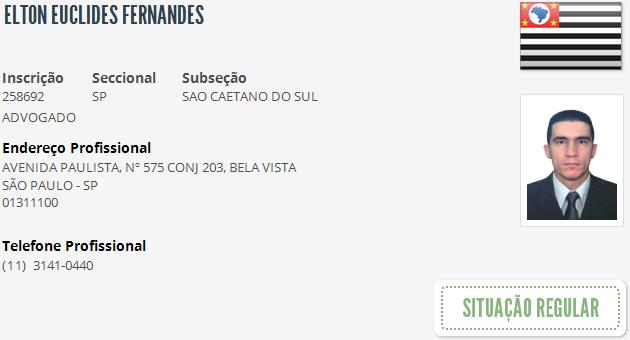 ELTON EUCLIDES FERNANDES
Inscrição Seccional Subseção
258692 SP SAO CAETANO DO SUL
ADVOGADO
Endereço Profissional
AVENIDA PAULISTA, Nº 575 CONJ 203, BELA VISTA
SÃO PAULO - SP
01311100
Telefone Profissional
(11) 3141-0440
SITUAÇÃO REGULAR